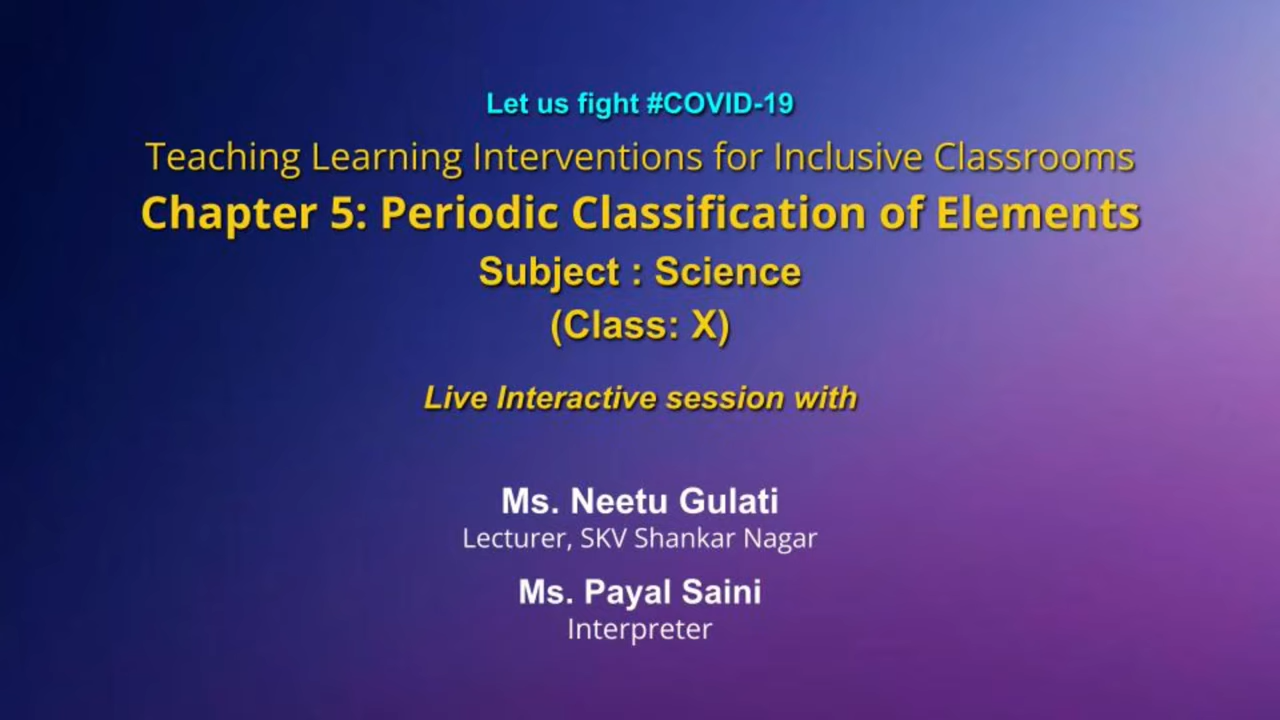 Let us fight #COVID-19
Teaching Learning Interventions for Inclusive Classrooms
Chapter 5: Periodic Classification of Elements
Subject : Science
(Class: X)
Live Interactive session with
Ms. Neetu Gulati
Lecturer, SKV Shankar Nagar
Ms. Payal Saini
Interpreter